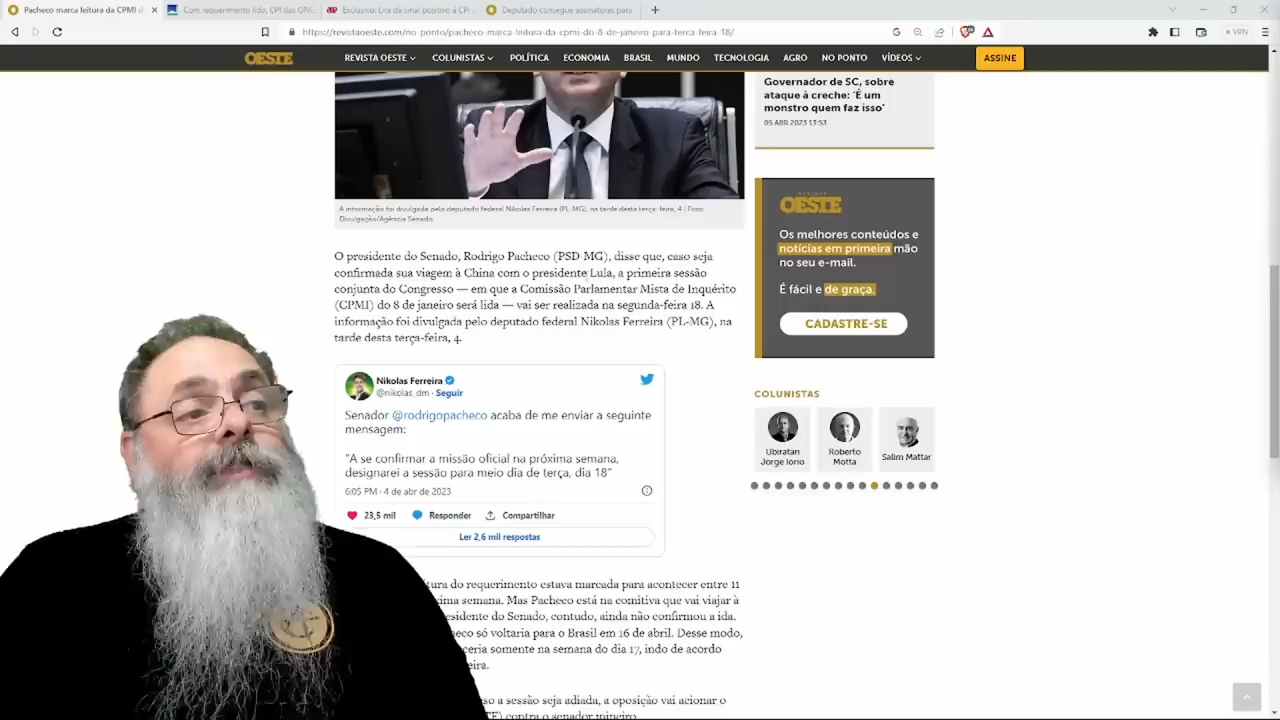 Pacheco marca leitura da CPMI d
Com requerimento lido, CPI das ONG
Exclusivo: Lira dá sinal positivo à CPI
Deputado consegue assinaturas para
https://revistaoeste.com/no-ponto/pacheco-marca-leitura-da-cpmi-do-8-de-janeiro-para-terca-feira-18/
VPN
OESTE
REVISTA OESTE
COLUNISTAS
POLÍTICA
ECONOMIA
BRASIL
MUNDO
TECNOLOGIA
AGRO
NO PONTO
VÍDEOS
ASSINE
A informação foi divulgada pelo deputado federal Nikolas Ferreira (PL-MG), na tarde desta terça-feira, 4 | Foto:
Divulgação/Agência Senado
O presidente do Senado, Rodrigo Pacheco (PSD-MG), disse que, caso seja
confirmada sua viagem à China com o presidente Lula, a primeira sessão
conjunta do Congresso — em que a Comissão Parlamentar Mista de Inquérito
(CPMI) do 8 de janeiro será lida — vai ser realizada na segunda-feira 18. A
informação foi divulgada pelo deputado federal Nikolas Ferreira (PL-MG), na
tarde desta terça-feira, 4.
Nikolas Ferreira
@nikolas_dm · Seguir
Senador @rodrigopacheco acaba de me enviar a seguinte
mensagem:
“A se confirmar a missão oficial na próxima semana,
designarei a sessão para meio dia de terça, dia 18”
6:05 PM · 4 de abr de 2023
23,5 mil
Responder
Compartilhar
Ler 2,6 mil respostas
tura do requerimento estava marcada para acontecer entre 11
xima semana. Mas Pacheco está na comitiva que vai viajar à
esidente do Senado, contudo, ainda não confirmou a ida.
heco só voltaria para o Brasil em 16 de abril. Desse modo,
ceria somente na semana do dia 17, indo de acordo
eira.
so a sessão seja adiada, a oposição vai acionar o
TE) contra o senador mineiro.
Governador de SC, sobre
ataque à creche: ‘É um
monstro quem faz isso’
05 ABR 2023 13:53
REVISTA
OESTE
Os melhores conteúdos e
notícias em primeira mão
no seu e-mail.
É fácil e de graça.
CADASTRE-SE
COLUNISTAS
Ubiratan
Jorge Iorio
Roberto
Motta
Salim Mattar